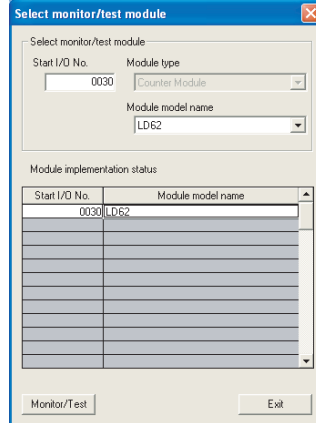 Select monitor/test module
Select monitor/test module
Start I/O No. Module type
0030 Counter Module
Module model name
LD62
Module implementation status
Start I/O No. Module model name
0030 LD62
Monitor/Test Exit